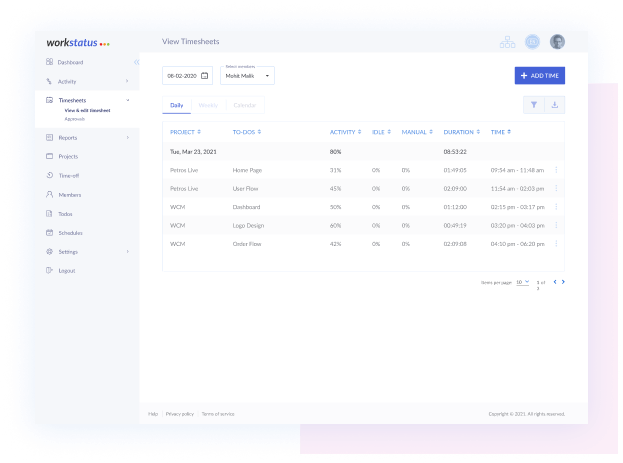 workstatus
View Timesheets
Dashboard
Activity
Timesheets
View & edit timesheet
Approvals
Reports
Projects
Time-off
Members
Todos
Schedules
Settings
Logout
08-02-2020
Select members
Mohit Malik
+ ADD TIME
Daily Weekly Calendar
PROJECT TO-DOS ACTIVITY IDLE MANUAL DURATION TIME
Tue, Mar 23, 2021 80% 08:53:22
Petros Live Home Page 31% 0% 0% 01:49:05 09:54 am - 11:48 am
Petros Live User Flow 45% 0% 0% 02:09:00 11:54 am - 02:03 pm
WCM Dashboard 50% 0% 0% 01:12:00 02:15 pm - 03:17 pm
WCM Logo Design 60% 0% 0% 00:49:19 03:20 pm - 04:03 pm
WCM Order Flow 42% 0% 0% 02:09:08 04:10 pm - 06:20 pm
Items per page 10 1 of
1
Help Privacy policy Terms of service
Copyright © 2021. All rights reserved.